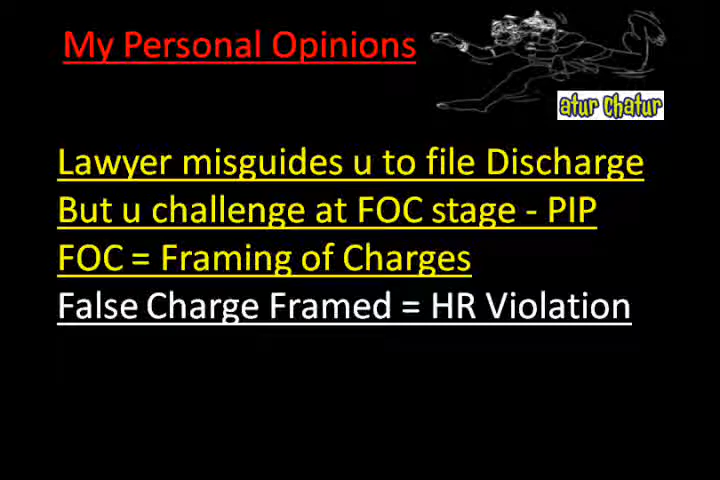 My Personal Opinions
atur chatur
Lawyer misguides u to file Discharge
But u challenge at FOC stage - PIP
FOC = Framing of Charges
False Charge Framed = HR Violation